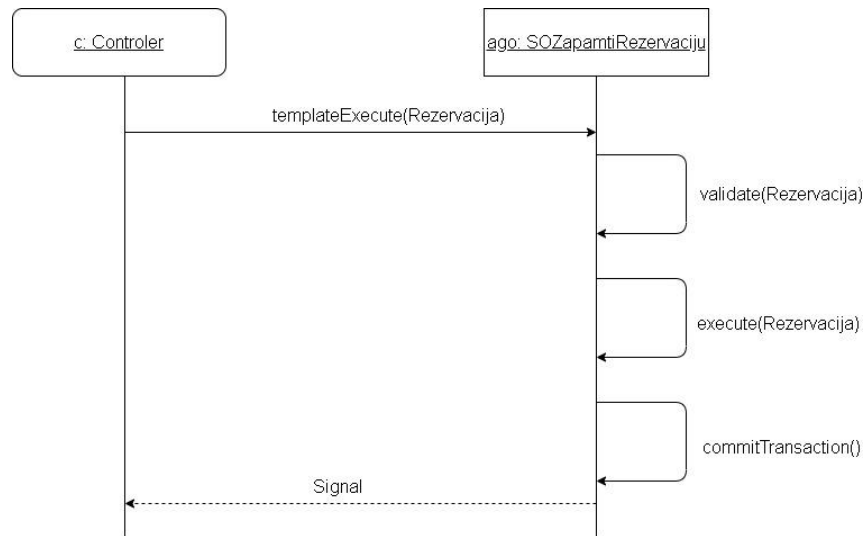 c: Controler
ago: SOZapamtiRezervaciju
templateExecute(Rezervacija)
validate(Rezervacija)
execute(Rezervacija)
commitTransaction()
Signal